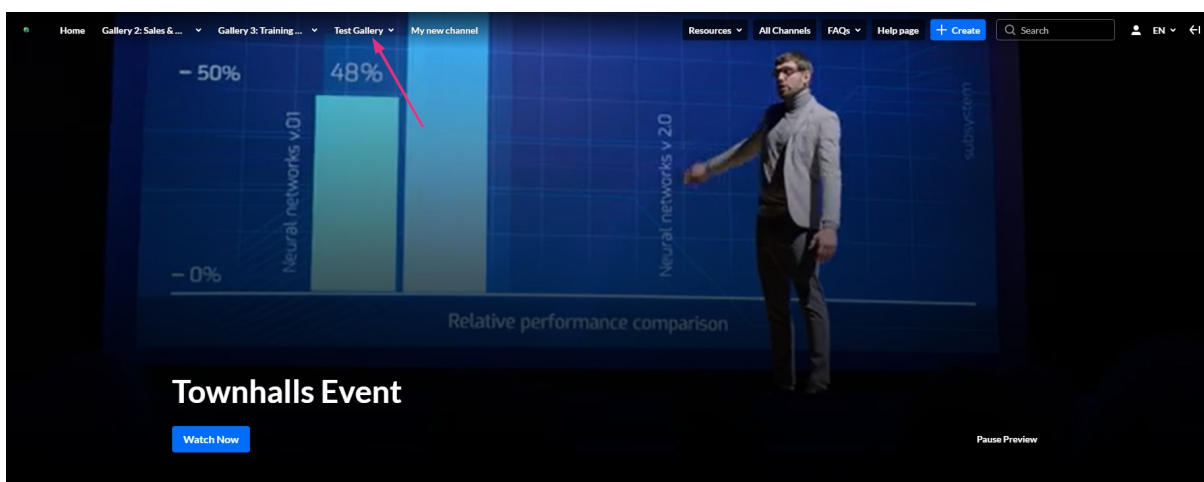 Home Gallery 2: Sales & ... Gallery 3: Training ... Test Gallery My new channel Resources All Channels FAQs Help page + Create Search EN
- 50%
48%
Neural networks v.01
Neural networks v 2.0
subsystem
- 0%
Relative performance comparison
Townhalls Event
Watch Now
Pause Preview